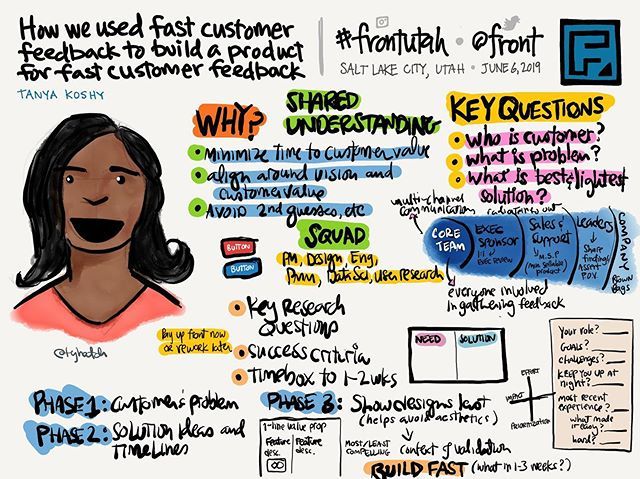 How we used fast customer
feedback to build a product
for fast customer feedback
TANYA KOSHY
#frontutah • @front
SALT LAKE CITY, UTAH • JUNE 6, 2019
WHY?
SHARED
UNDERSTANDING
Minimize time to customer value
align around vision and
customer value
Avoid 2nd guesses, etc
KEY QUESTIONS
who is customer?
what is problem?
what is best & lightest
solution?
SQUAD
PM, Design, Eng,
PMM, Data Sci, User research
BUTTON
BUTTON
multi-channel
communication
CORE
TEAM
EXEC
SPONSOR
1:1
EXEC REVIEW
Sales &
Support
M.S.P
(min. sellable)
product
Leaders
Share
finding/
Assert
P.O.V.
COMPANY
Brown
Bags
everyone involved
in gathering feedback
Key Research
Questions
Success criteria
Timebox to 1-2 wks
Pay up front now
or rework later
NEED
SOLUTION
EFFORT
IMPACT
PRIORITIZATION
Your role?
GOALS?
challenges?
KEEP YOU UP AT
night?
most recent
experience?
what made
it easy?
hard?
PHASE 1: Customer's problem
PHASE 2: Solution Ideas and
Timelines
PHASE 3: Show designs last
(helps avoid aesthetics)
context of validation
1-line value prop
Feature
desc.
Feature
desc.
MOST/LEAST
COMPELLING
BUILD FAST (what in 1-3 weeks?)